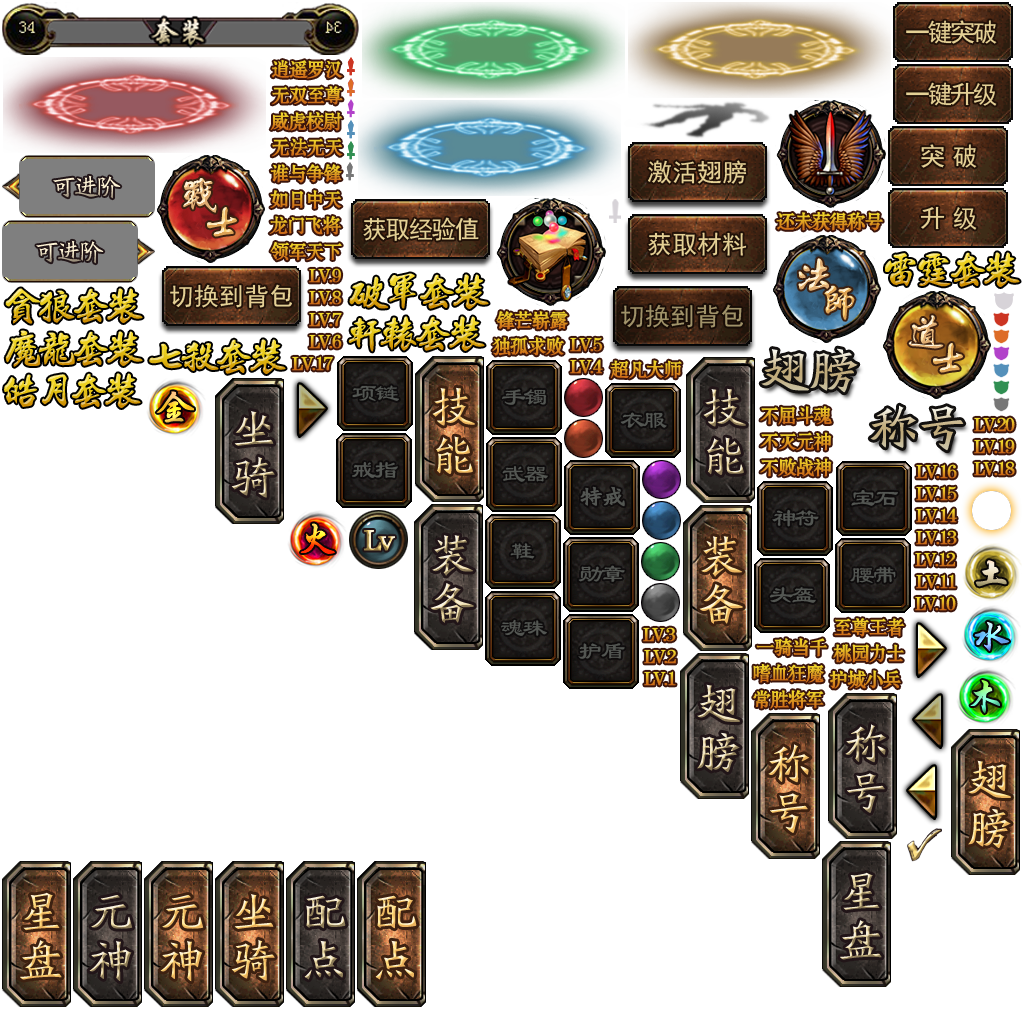 34
套装
34
逍遥罗汉
无双至尊
威虎校尉
无法无天
谁与争锋
如日中天
龙门飞将
领军天下
LV.9
LV.8
LV.7
LV.6
LV.17
可进阶
可进阶
戰士
切换到背包
貪狼套装
魔龍套装
皓月套装
七殺套装
获取经验值
破軍套装
軒轅套装
锋芒崭露
独孤求败
LV.5
LV.4
超凡大师
激活翅膀
获取材料
切换到背包
还未获得称号
法師
一键突破
一键升级
突破
升级
雷霆套装
道士
翅膀
称号
不屈斗魂
不灭元神
不败战神
LV.20
LV.19
LV.18
LV.16
LV.15
LV.14
LV.13
LV.12
LV.11
LV.10
金
坐骑
项链
戒指
技能
手镯
武器
衣服
特戒
技能
神符
宝石
火
Lv
装备
鞋
魂珠
勋章
护盾
装备
头盔
腰带
土
水
木
LV.3
LV.2
LV.1
一骑当千
嗜血狂魔
常胜将军
至尊王者
桃园力士
护城小兵
翅膀
称号
称号
翅膀
星盘
星盘
元神
元神
坐骑
配点
配点